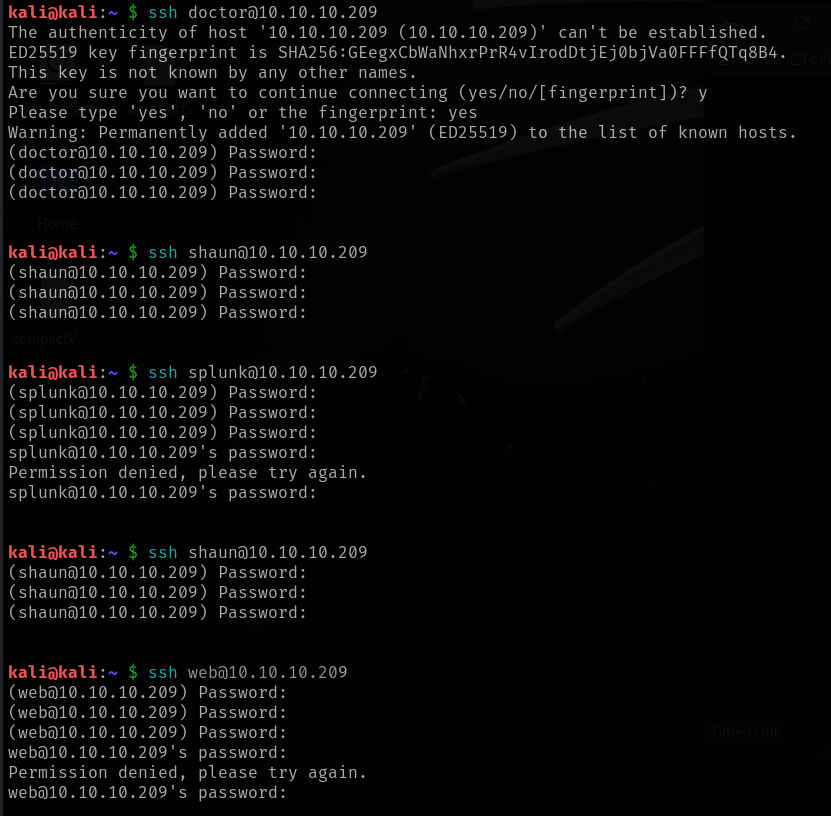 kali@kali:~ $ ssh doctor@10.10.10.209
The authenticity of host '10.10.10.209 (10.10.10.209)' can't be established.
ED25519 key fingerprint is SHA256:GEegxCbWaNhxrPrR4vIrodDtjEj0bjVa0FFFfQTq8B4.
This key is not known by any other names.
Are you sure you want to continue connecting (yes/no/[fingerprint])? y
Please type 'yes', 'no' or the fingerprint: yes
Warning: Permanently added '10.10.10.209' (ED25519) to the list of known hosts.
(doctor@10.10.10.209) Password:
(doctor@10.10.10.209) Password:
(doctor@10.10.10.209) Password:
Home
kali@kali:~ $ ssh shaun@10.10.10.209
(shaun@10.10.10.209) Password:
(shaun@10.10.10.209) Password:
(shaun@10.10.10.209) Password:
compactV...
kali@kali:~ $ ssh splunk@10.10.10.209
(splunk@10.10.10.209) Password:
(splunk@10.10.10.209) Password:
(splunk@10.10.10.209) Password:
splunk@10.10.10.209's password:
Permission denied, please try again.
splunk@10.10.10.209's password:
kali@kali:~ $ ssh shaun@10.10.10.209
(shaun@10.10.10.209) Password:
(shaun@10.10.10.209) Password:
(shaun@10.10.10.209) Password:
kali@kali:~ $ ssh web@10.10.10.209
(web@10.10.10.209) Password:
(web@10.10.10.209) Password:
(web@10.10.10.209) Password:
Timed Out
web@10.10.10.209's password:
Permission denied, please try again.
web@10.10.10.209's password: